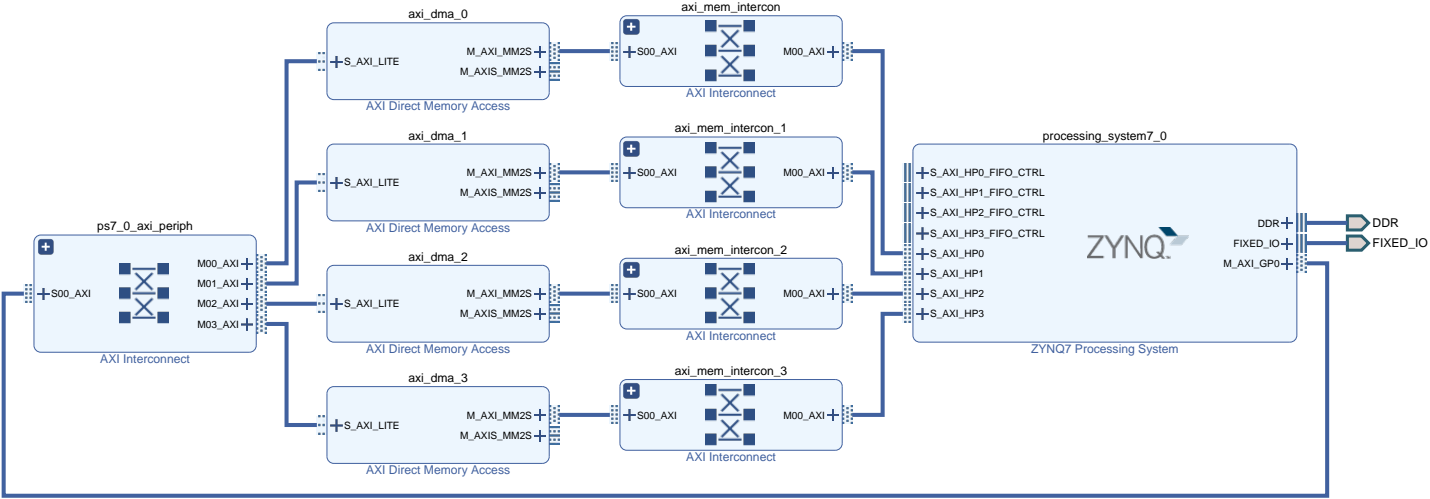 axi_dma_0
S_AXI_LITE
M_AXI_MM2S
M_AXIS_MM2S
AXI Direct Memory Access
axi_mem_intercon
S00_AXI
M00_AXI
AXI Interconnect
axi_dma_1
S_AXI_LITE
M_AXI_MM2S
M_AXIS_MM2S
AXI Direct Memory Access
axi_mem_intercon_1
S00_AXI
M00_AXI
AXI Interconnect
ps7_0_axi_periph
S00_AXI
M00_AXI
M01_AXI
M02_AXI
M03_AXI
AXI Interconnect
axi_dma_2
S_AXI_LITE
M_AXI_MM2S
M_AXIS_MM2S
AXI Direct Memory Access
axi_mem_intercon_2
S00_AXI
M00_AXI
AXI Interconnect
axi_dma_3
S_AXI_LITE
M_AXI_MM2S
M_AXIS_MM2S
AXI Direct Memory Access
axi_mem_intercon_3
S00_AXI
M00_AXI
AXI Interconnect
processing_system7_0
S_AXI_HP0_FIFO_CTRL
S_AXI_HP1_FIFO_CTRL
S_AXI_HP2_FIFO_CTRL
S_AXI_HP3_FIFO_CTRL
S_AXI_HP0
S_AXI_HP1
S_AXI_HP2
S_AXI_HP3
ZYNQ
DDR
FIXED_IO
M_AXI_GP0
ZYNQ7 Processing System
DDR
FIXED_IO